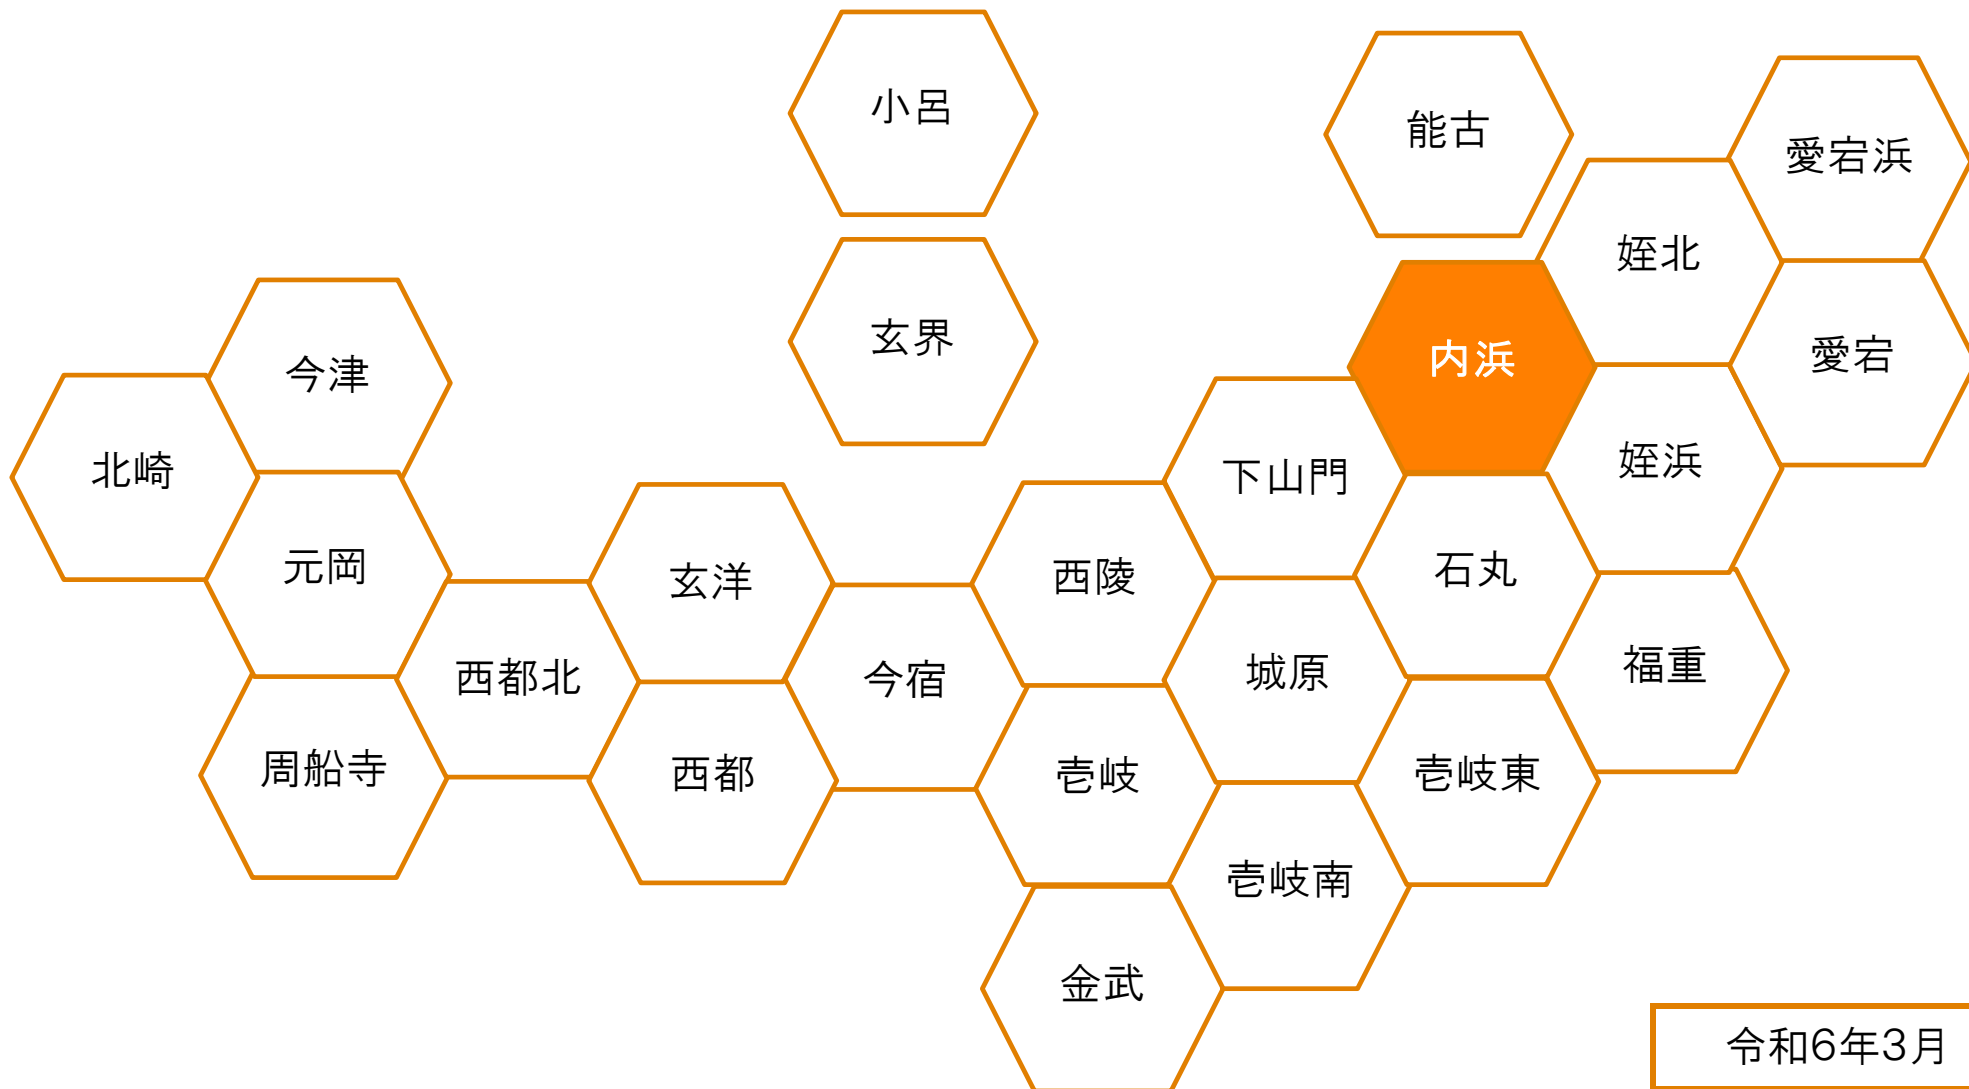 小呂
能古
愛宕浜
姪北
玄界
内浜
愛宕
今津
北崎
下山門
姪浜
元岡
玄洋
西陵
石丸
西都北
今宿
城原
福重
周船寺
西都
壱岐
壱岐東
壱岐南
金武
令和6年3月